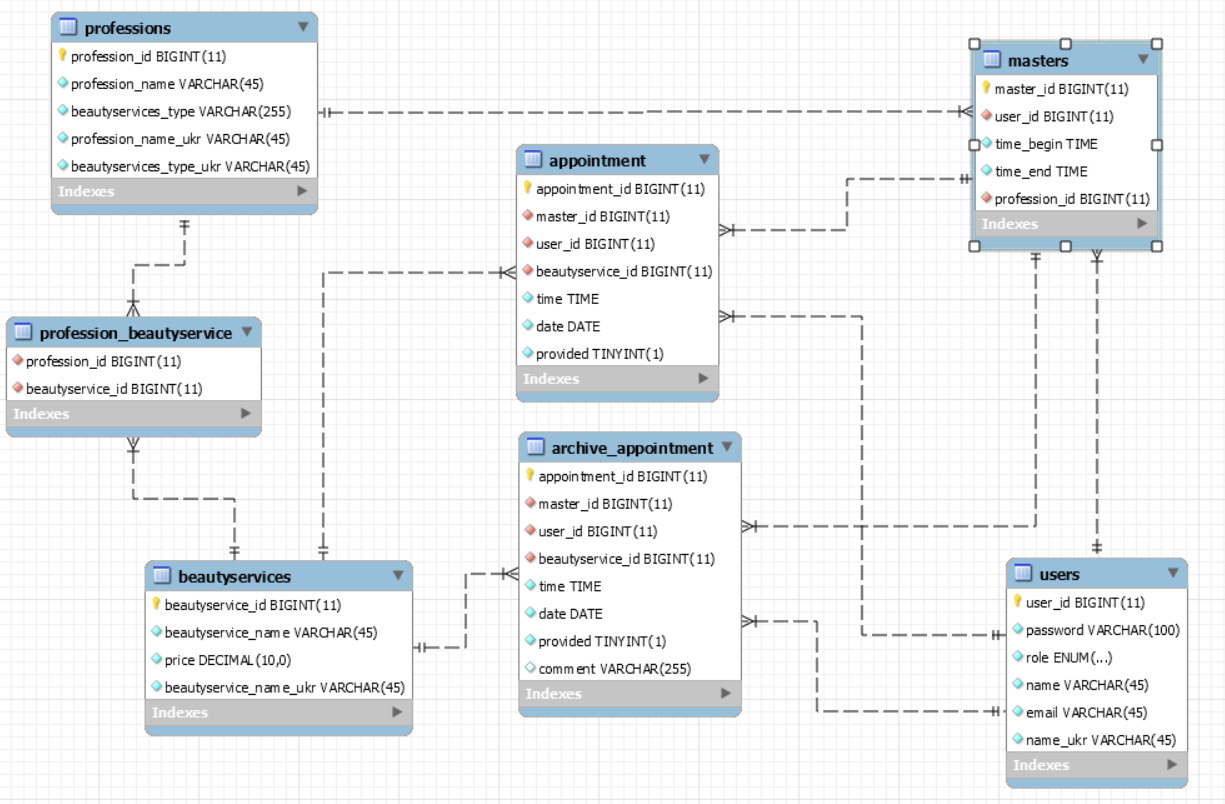 professions
profession_id BIGINT(11)
profession_name VARCHAR(45)
beautyservices_type VARCHAR(255)
profession_name_ukr VARCHAR(45)
beautyservices_type_ukr VARCHAR(45)
Indexes
masters
master_id BIGINT(11)
user_id BIGINT(11)
time_begin TIME
time_end TIME
profession_id BIGINT(11)
Indexes
appointment
appointment_id BIGINT(11)
master_id BIGINT(11)
user_id BIGINT(11)
beautyservice_id BIGINT(11)
time TIME
date DATE
provided TINYINT(1)
Indexes
profession_beautyservice
profession_id BIGINT(11)
beautyservice_id BIGINT(11)
Indexes
archive_appointment
appointment_id BIGINT(11)
master_id BIGINT(11)
user_id BIGINT(11)
beautyservice_id BIGINT(11)
time TIME
date DATE
provided TINYINT(1)
comment VARCHAR(255)
Indexes
beautyservices
beautyservice_id BIGINT(11)
beautyservice_name VARCHAR(45)
price DECIMAL(10,0)
beautyservice_name_ukr VARCHAR(45)
Indexes
users
user_id BIGINT(11)
password VARCHAR(100)
role ENUM(...)
name VARCHAR(45)
email VARCHAR(45)
name_ukr VARCHAR(45)
Indexes